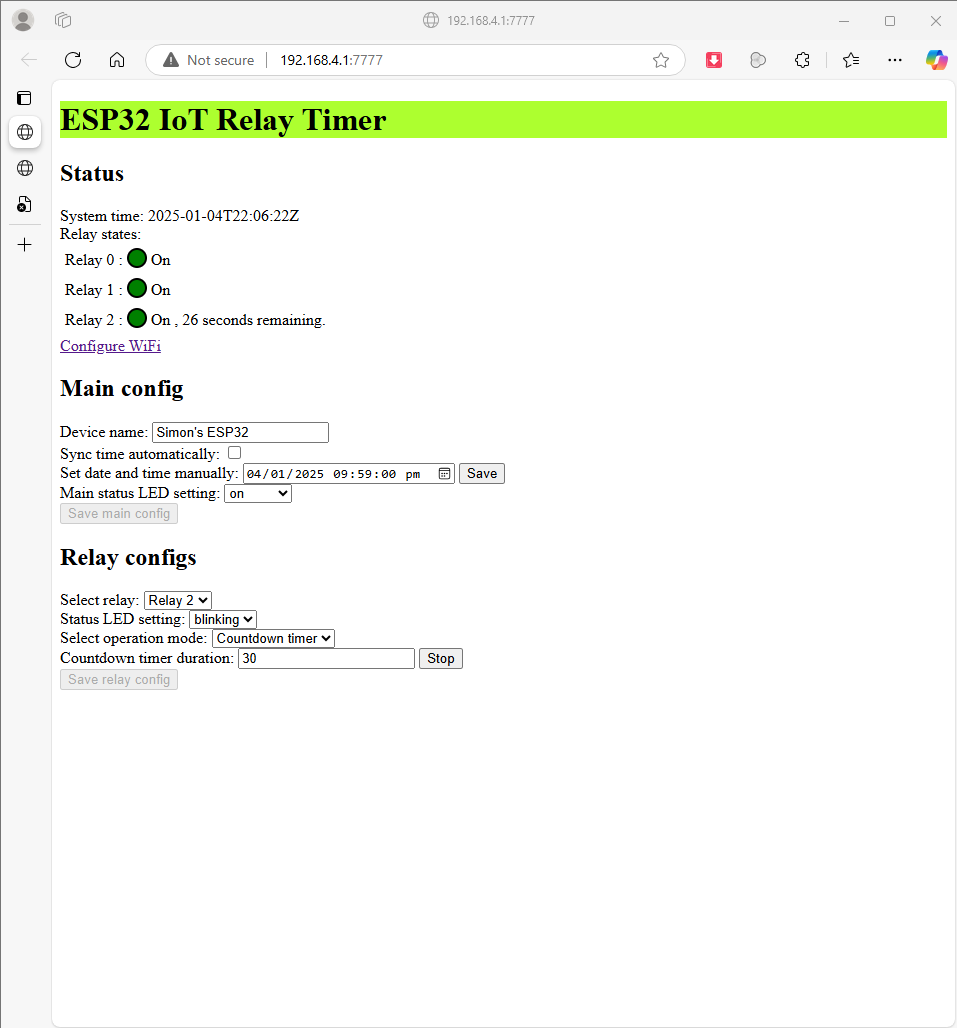 192.168.4.1:7777
Not secure 192.168.4.1:7777
ESP32 IoT Relay Timer
Status
System time: 2025-01-04T22:06:22Z
Relay states:
Relay 0 : On
Relay 1 : On
Relay 2 : On , 26 seconds remaining.
Configure WiFi
Main config
Device name: Simon's ESP32
Sync time automatically:
Set date and time manually: 04/01/2025 09:59:00 pm Save
Main status LED setting: on
Save main config
Relay configs
Select relay: Relay 2
Status LED setting: blinking
Select operation mode: Countdown timer
Countdown timer duration: 30 Stop
Save relay config